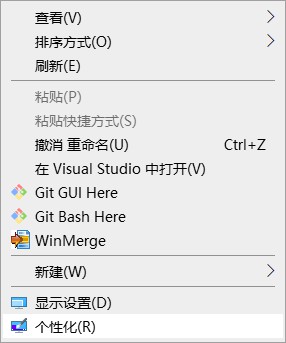 查看(V)
排序方式(O)
刷新(E)
粘贴(P)
粘贴快捷方式(S)
撤消 重命名(U) Ctrl+Z
在 Visual Studio 中打开(V)
Git GUI Here
Git Bash Here
WinMerge
新建(W)
显示设置(D)
个性化(R)